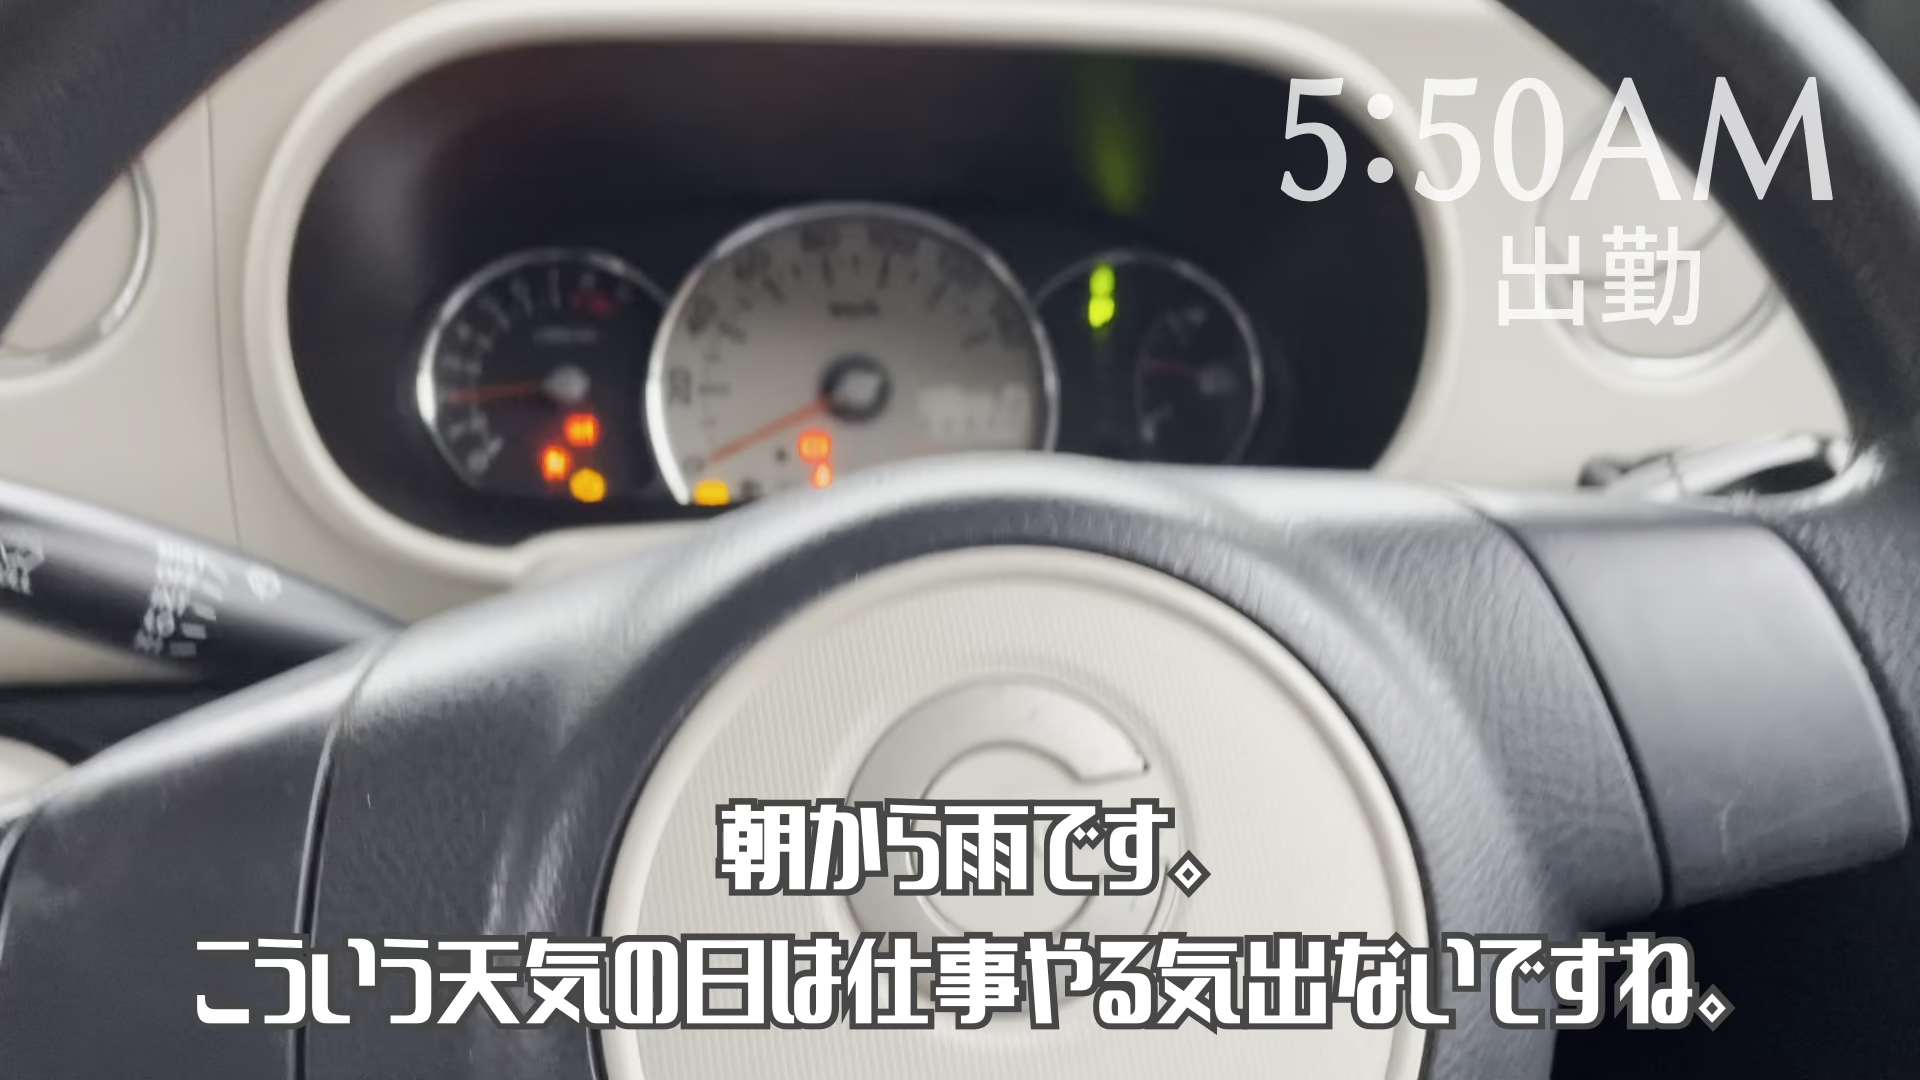 5:50AM
出勤
朝から雨です。
こういう天気の日は仕事やる気出ないですね。